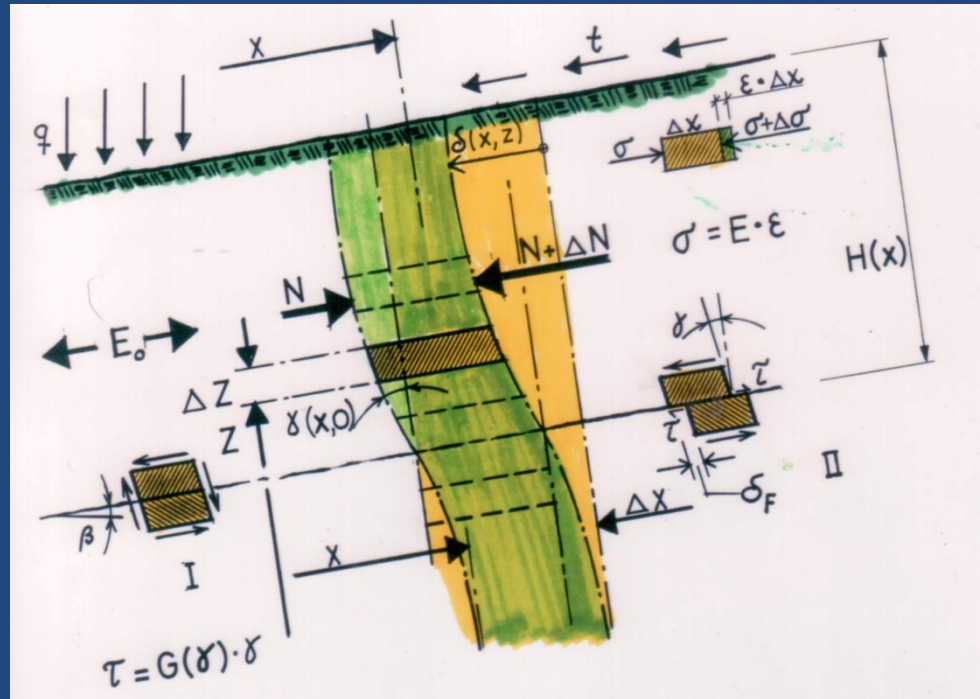 x
t
q
ε·Δx
Δx
σ
σ+Δσ
δ(x,z)
σ = E·ε
N+ΔN
N
H(x)
E₀
ΔZ
γ
γ(x,0)
τ
Z
τ
II
δF
Δx
β
x
I
τ = G(γ)·γ